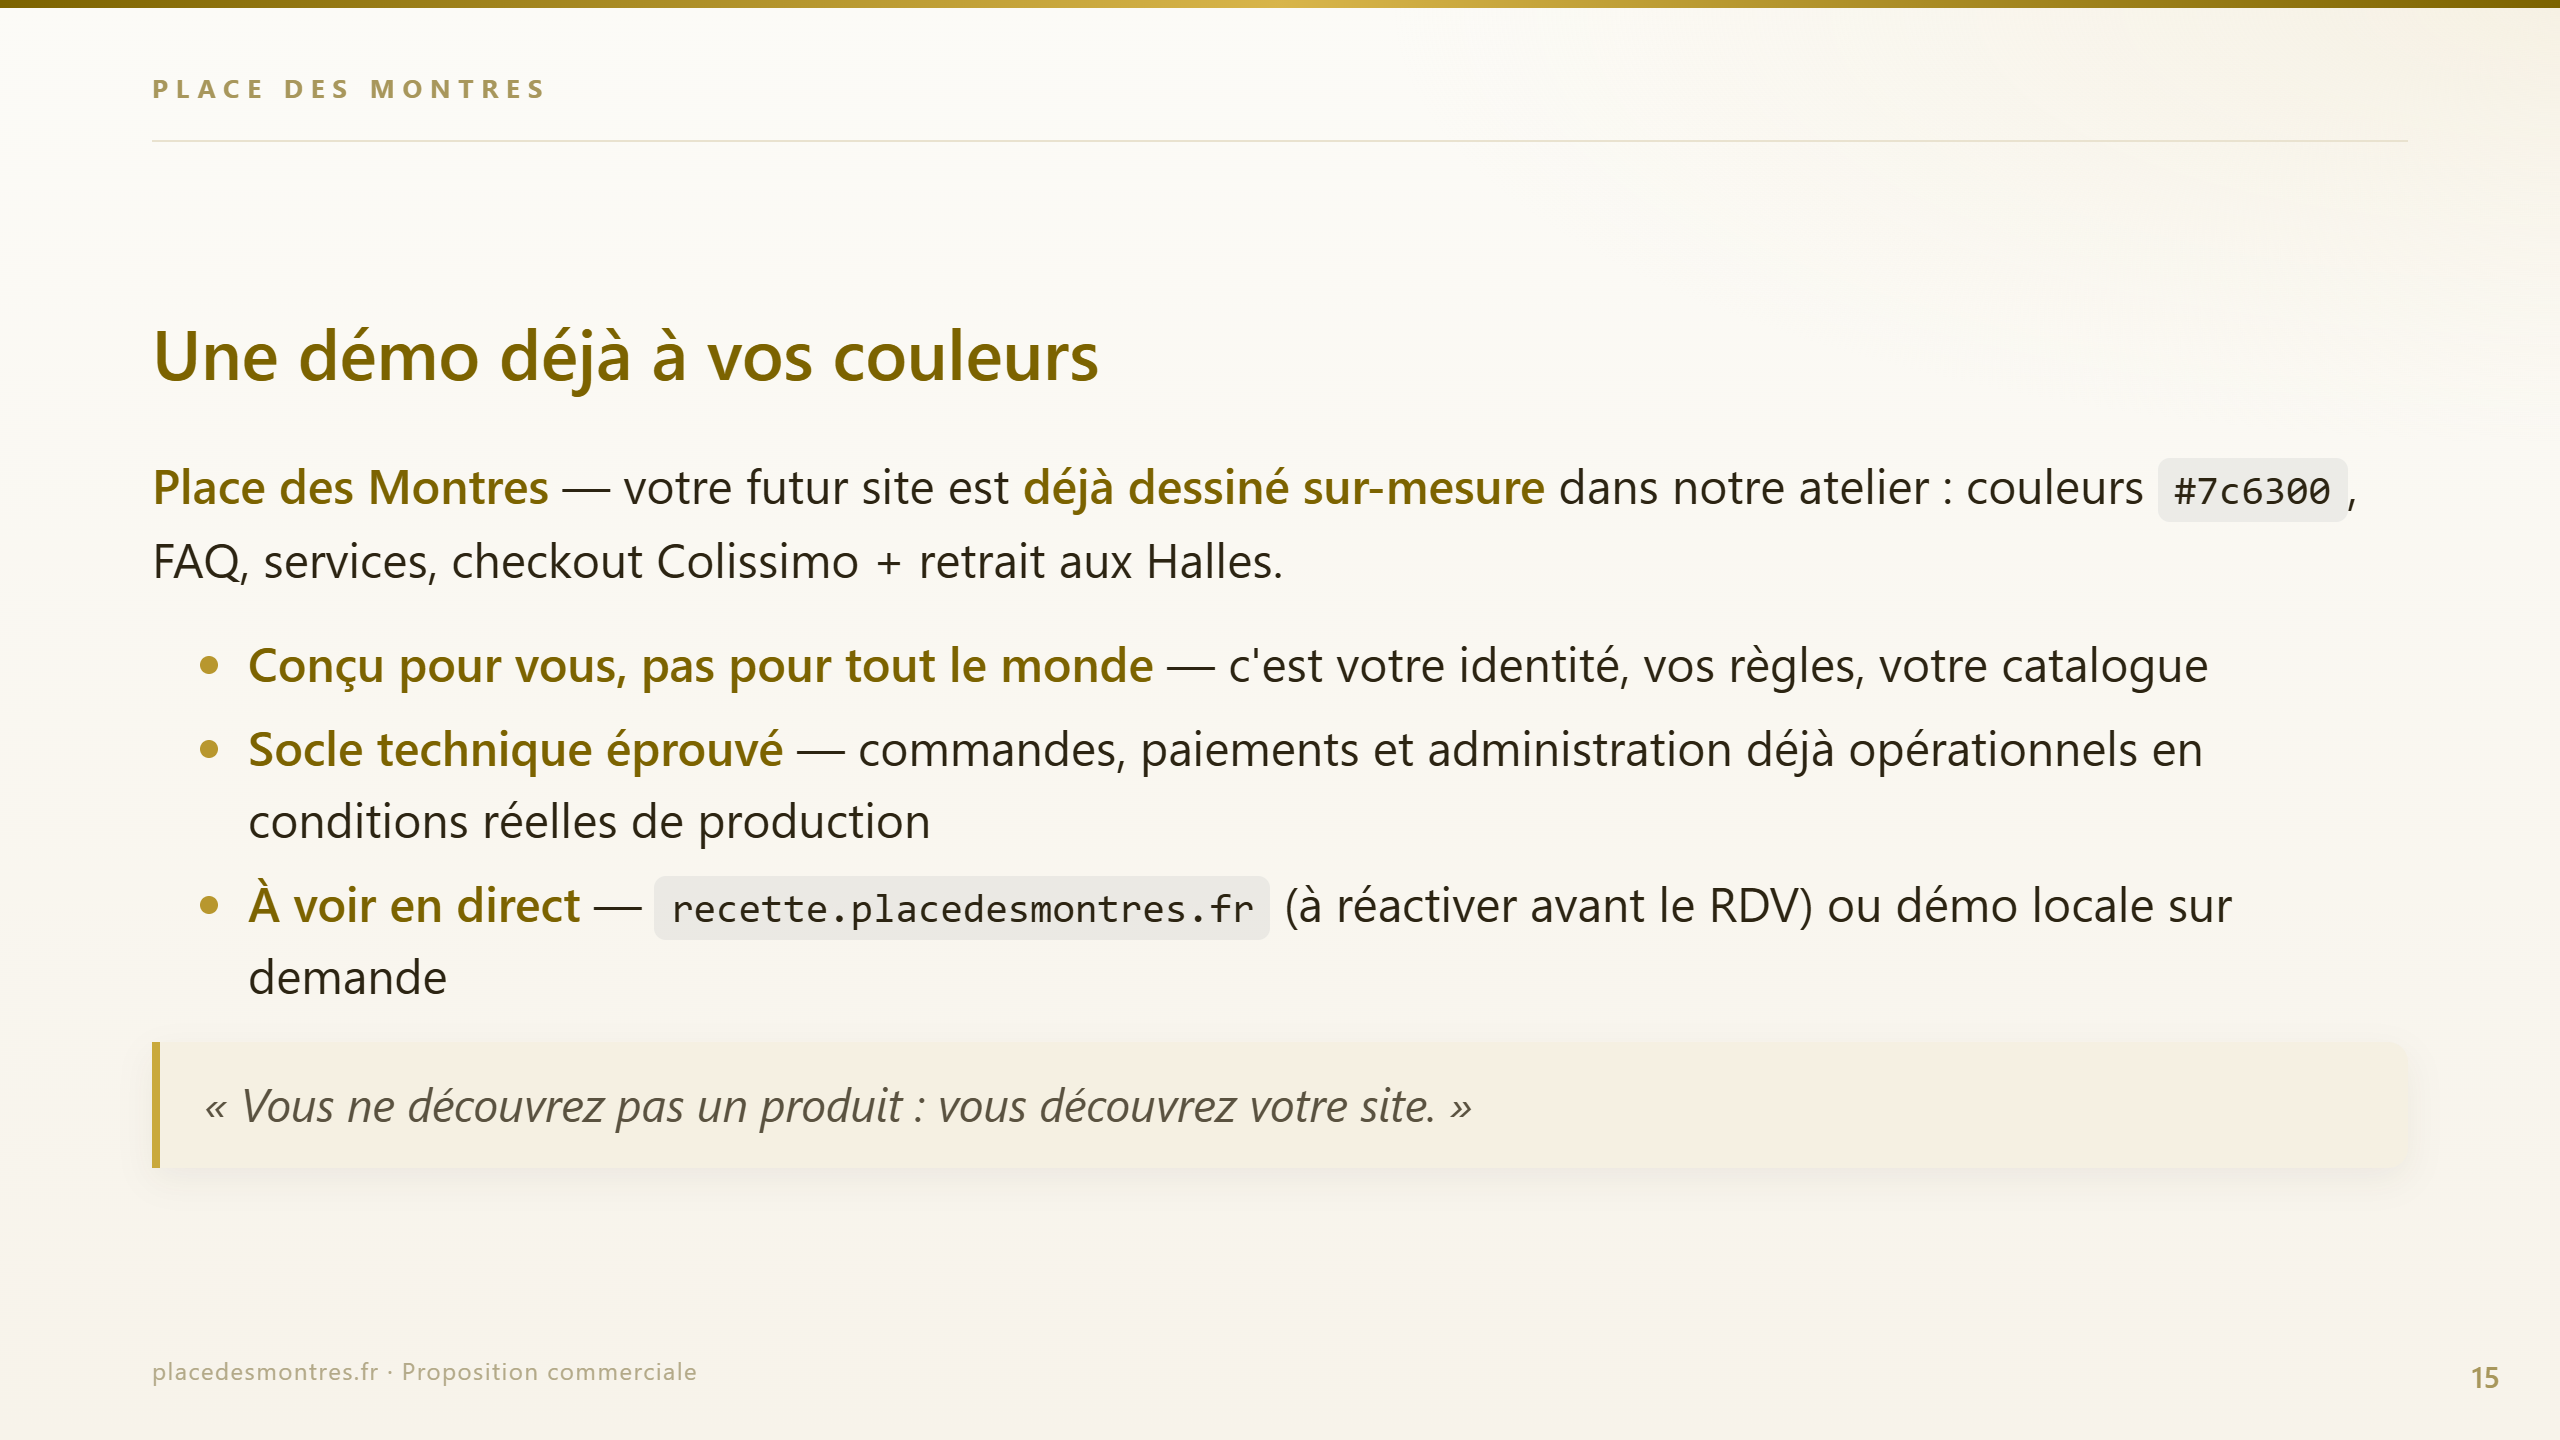 PLACE DES MONTRES
Une démo déjà à vos couleurs
Place des Montres — votre futur site est déjà dessiné sur-mesure dans notre atelier : couleurs #7c6300,
FAQ, services, checkout Colissimo + retrait aux Halles.
• Conçu pour vous, pas pour tout le monde — c'est votre identité, vos règles, votre catalogue
• Socle technique éprouvé — commandes, paiements et administration déjà opérationnels en
conditions réelles de production
• À voir en direct — recette.placedesmontres.fr (à réactiver avant le RDV) ou démo locale sur
demande
« Vous ne découvrez pas un produit : vous découvrez votre site. »
placedesmontres.fr · Proposition commerciale
15